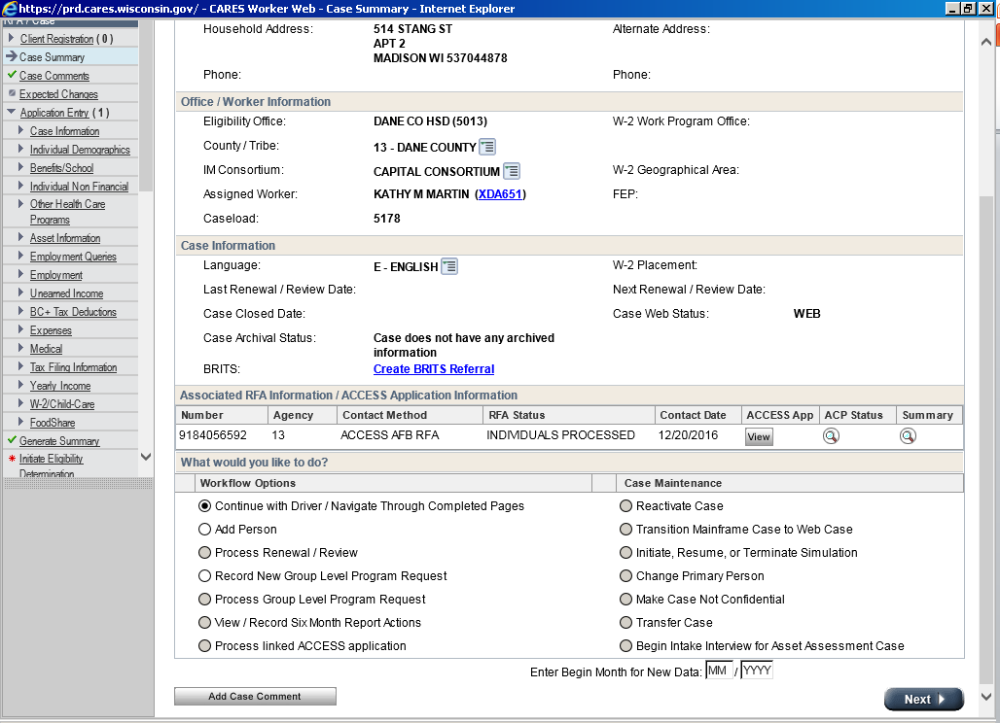 https://prd.cares.wisconsin.gov/ - CARES Worker Web - Case Summary - Internet Explorer
RFA / Case
Client Registration ( 0 )
Case Summary
Case Comments
Expected Changes
Application Entry ( 1 )
Case Information
Individual Demographics
Benefits/School
Individual Non Financial
Other Health Care
Programs
Asset Information
Employment Queries
Employment
Unearned Income
BC+ Tax Deductions
Expenses
Medical
Tax Filing Information
Yearly Income
W-2/Child-Care
FoodShare
Generate Summary
* Initiate Eligibility
Determination
Household Address: 514 STANG ST Alternate Address:
APT 2
MADISON WI 537044878
Phone: Phone:
Office / Worker Information
Eligibility Office: DANE CO HSD (5013) W-2 Work Program Office:
County / Tribe: 13 - DANE COUNTY
IM Consortium: CAPITAL CONSORTIUM W-2 Geographical Area:
Assigned Worker: KATHY M MARTIN (XDA651) FEP:
Caseload: 5178
Case Information
Language: E - ENGLISH W-2 Placement:
Last Renewal / Review Date: Next Renewal / Review Date:
Case Closed Date: Case Web Status: WEB
Case Archival Status: Case does not have any archived
information
BRITS: Create BRITS Referral
Associated RFA Information / ACCESS Application Information
Number Agency Contact Method RFA Status Contact Date ACCESS App ACP Status Summary
9184056592 13 ACCESS AFB RFA INDIVIDUALS PROCESSED 12/20/2016 View
What would you like to do?
Workflow Options Case Maintenance
Continue with Driver / Navigate Through Completed Pages Reactivate Case
Add Person Transition Mainframe Case to Web Case
Process Renewal / Review Initiate, Resume, or Terminate Simulation
Record New Group Level Program Request Change Primary Person
Process Group Level Program Request Make Case Not Confidential
View / Record Six Month Report Actions Transfer Case
Process linked ACCESS application Begin Intake Interview for Asset Assessment Case
Enter Begin Month for New Data: MM / YYYY
Add Case Comment Next